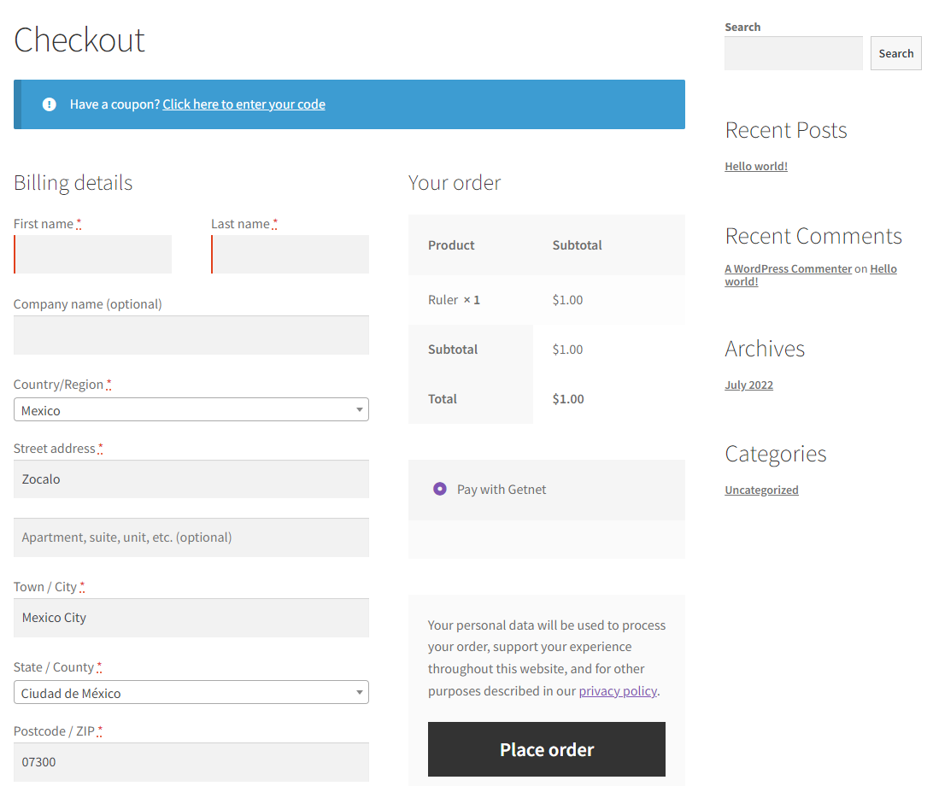 Checkout
Have a coupon? Click here to enter your code
Billing details
First name *
Last name *
Company name (optional)
Country/Region *
Mexico
Street address *
Zocalo
Apartment, suite, unit, etc. (optional)
Town / City *
Mexico City
State / County *
Ciudad de México
Postcode / ZIP *
07300
Your order
Product Subtotal
Ruler × 1 $1.00
Subtotal $1.00
Total $1.00
Pay with Getnet
Your personal data will be used to process
your order, support your experience
throughout this website, and for other
purposes described in our privacy policy.
Place order
Search
Search
Recent Posts
Hello world!
Recent Comments
A WordPress Commenter on Hello
world!
Archives
July 2022
Categories
Uncategorized